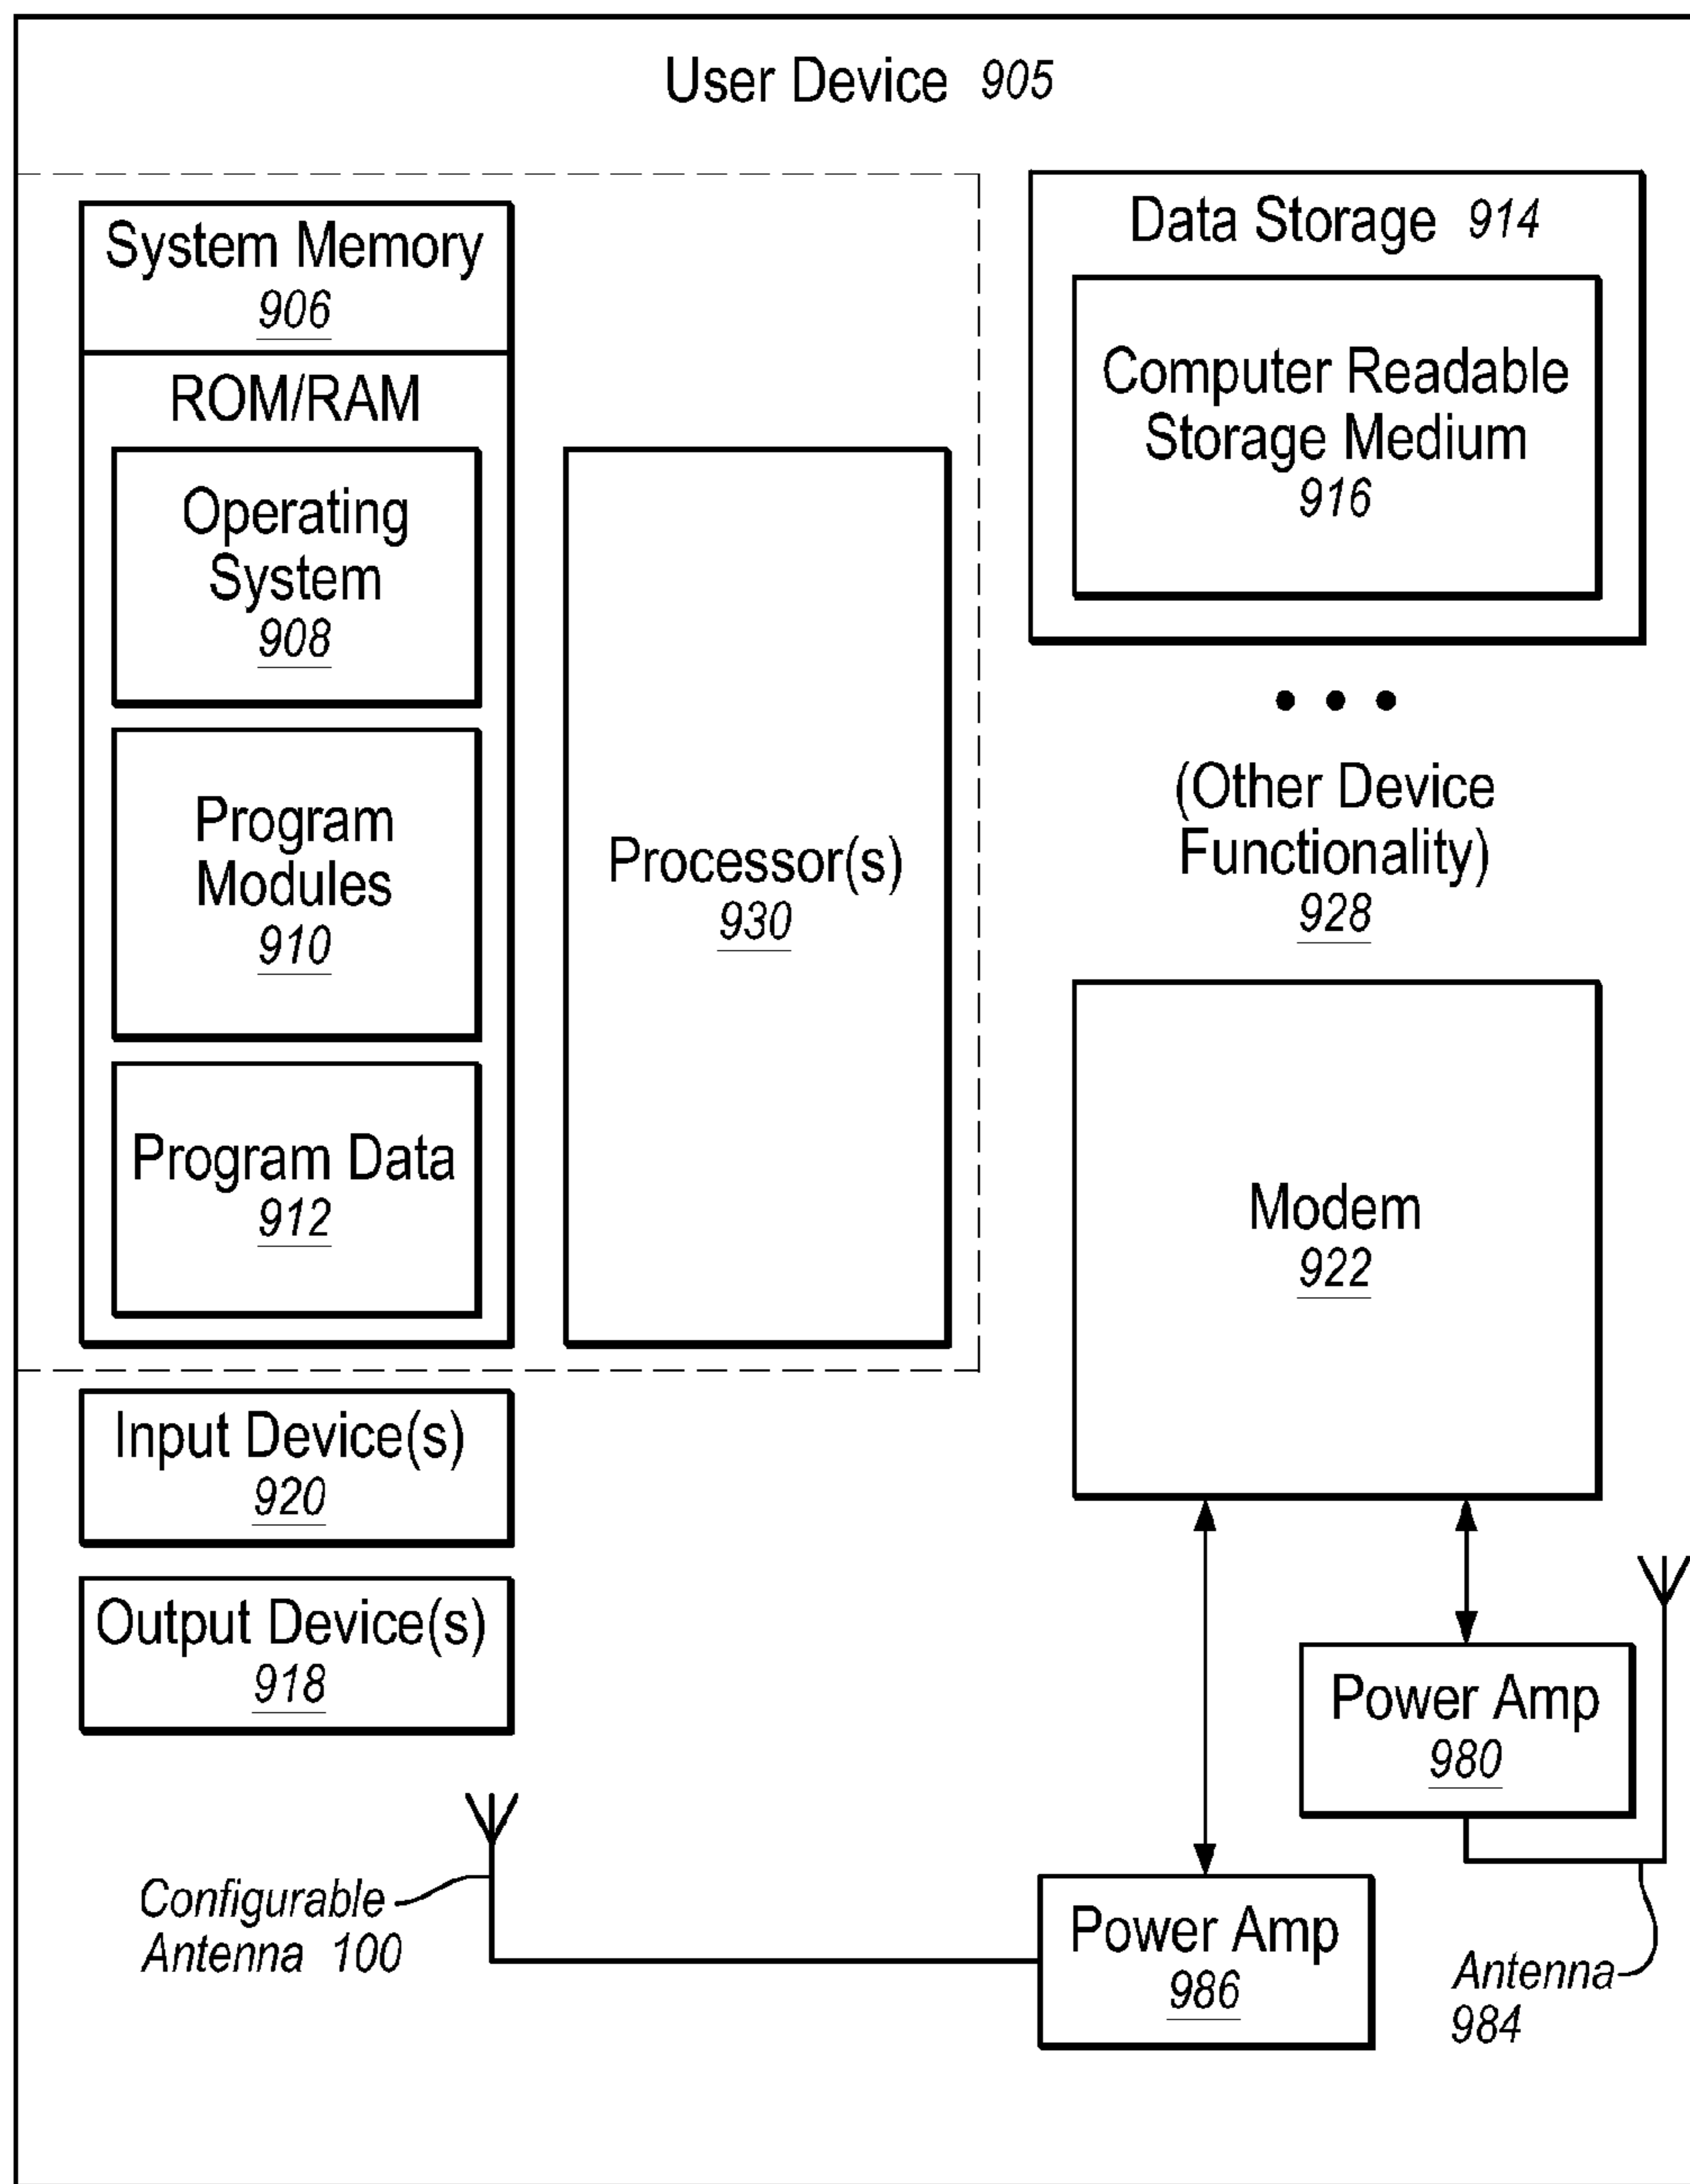 User Device 905
System Memory
906
ROM/RAM
Operating
System
908
Program
Modules
910
Program Data
912
Processor(s)
930
Data Storage 914
Computer Readable
Storage Medium
916
(Other Device
Functionality)
928
Modem
922
Input Device(s)
920
Output Device(s)
918
Power Amp
980
Configurable
Antenna 100
Power Amp
986
Antenna
984